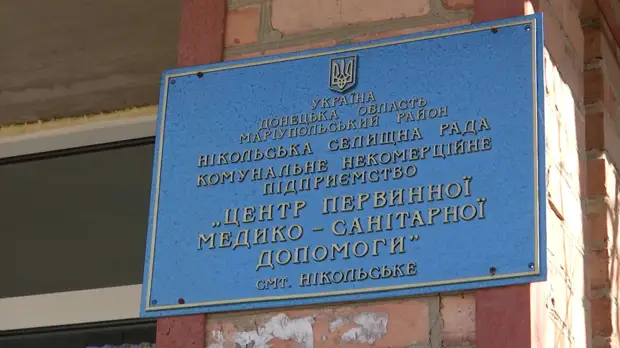 УКРАЇНА
ДОНЕЦЬКА ОБЛАСТЬ
МАРІУПОЛЬСЬКИЙ РАЙОН
НІКОЛЬСЬКА СЕЛИЩНА РАДА
КОМУНАЛЬНЕ НЕКОМЕРЦІЙНЕ
ПІДПРИЄМСТВО
„ЦЕНТР ПЕРВИННОЇ
МЕДИКО – САНІТАРНОЇ
ДОПОМОГИ"
СМТ. НІКОЛЬСЬКЕ